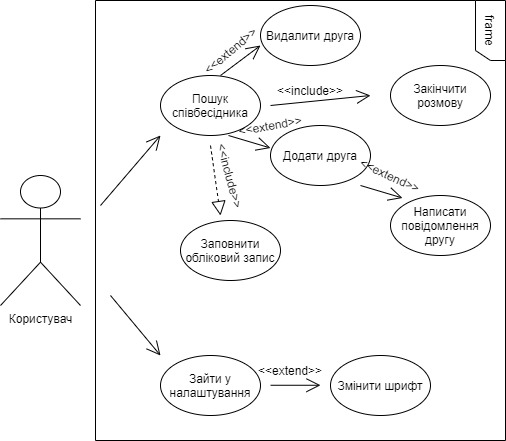 frame
Видалити друга
<<extend>>
Пошук
співбесідника
<<include>>
Закінчити
розмову
<<extend>>
Додати друга
<<include>>
<<extend>>
Написати
повідомлення
другу
Заповнити
обліковий запис
Користувач
Зайти у
налаштування
<<extend>>
Змінити шрифт